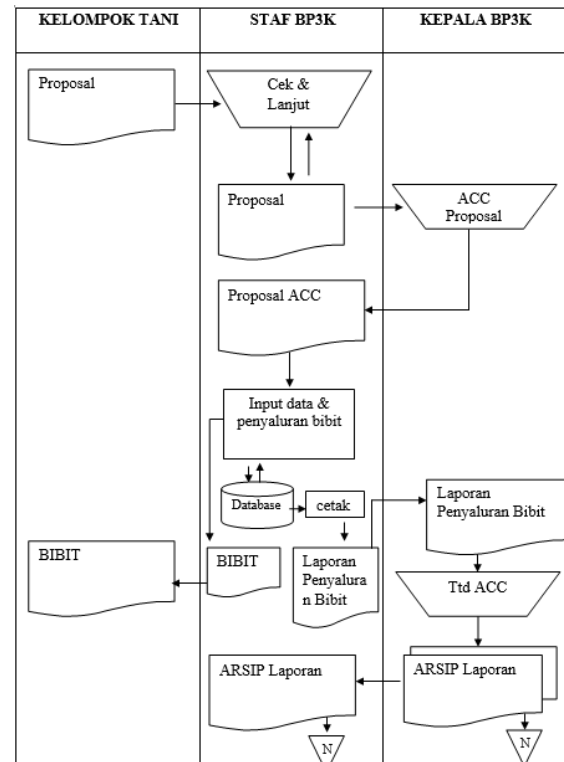 KELOMPOK TANI
STAF BP3K
KEPALA BP3K
Proposal
Cek &
Lanjut
Proposal
ACC
Proposal
Proposal ACC
Input data &
penyaluran bibit
Database
cetak
Laporan
Penyaluran Bibit
BIBIT
BIBIT
Laporan
Penyalura
n Bibit
Ttd ACC
ARSIP Laporan
ARSIP Laporan
N
N